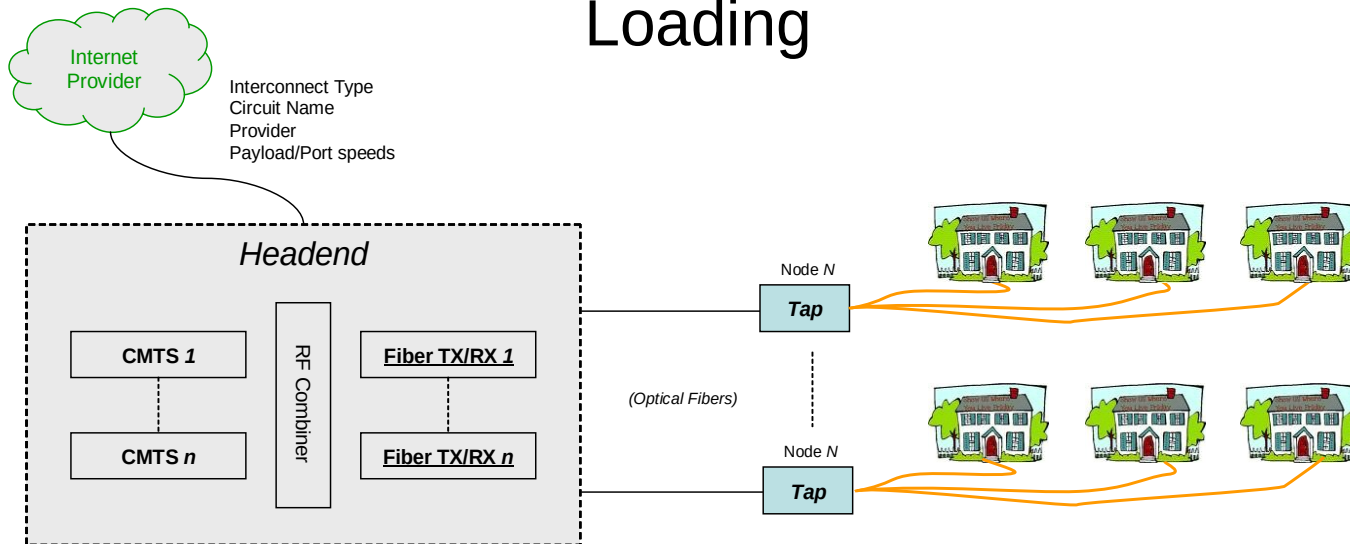 Loading
Internet
Provider
Interconnect Type
Circuit Name
Provider
Payload/Port speeds
Headend
CMTS 1
CMTS n
RF Combiner
Fiber TX/RX 1
Fiber TX/RX n
(Optical Fibers)
Node N
Tap
Node N
Tap